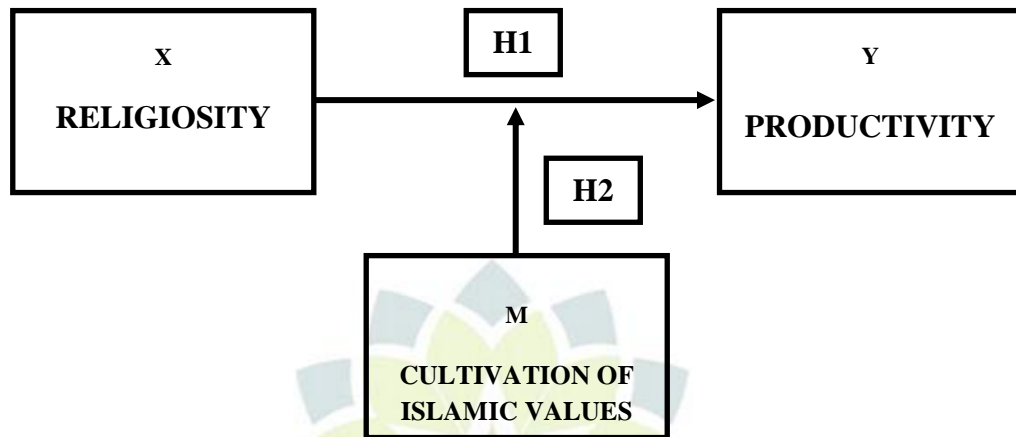 H1
X
RELIGIOSITY
Y
PRODUCTIVITY
H2
M
CULTIVATION OF
ISLAMIC VALUES